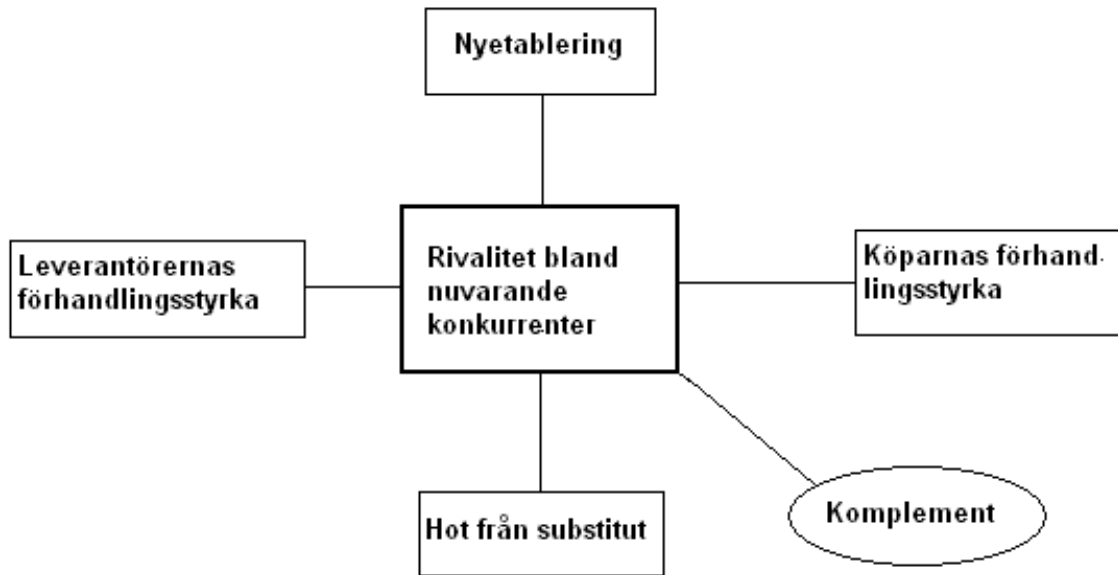 Nyetablering
Leverantörernas
förhandlingsstyrka
Rivalitet bland
nuvarande
konkurrenter
Köparnas förhand-
lingsstyrka
Hot från substitut
Komplement